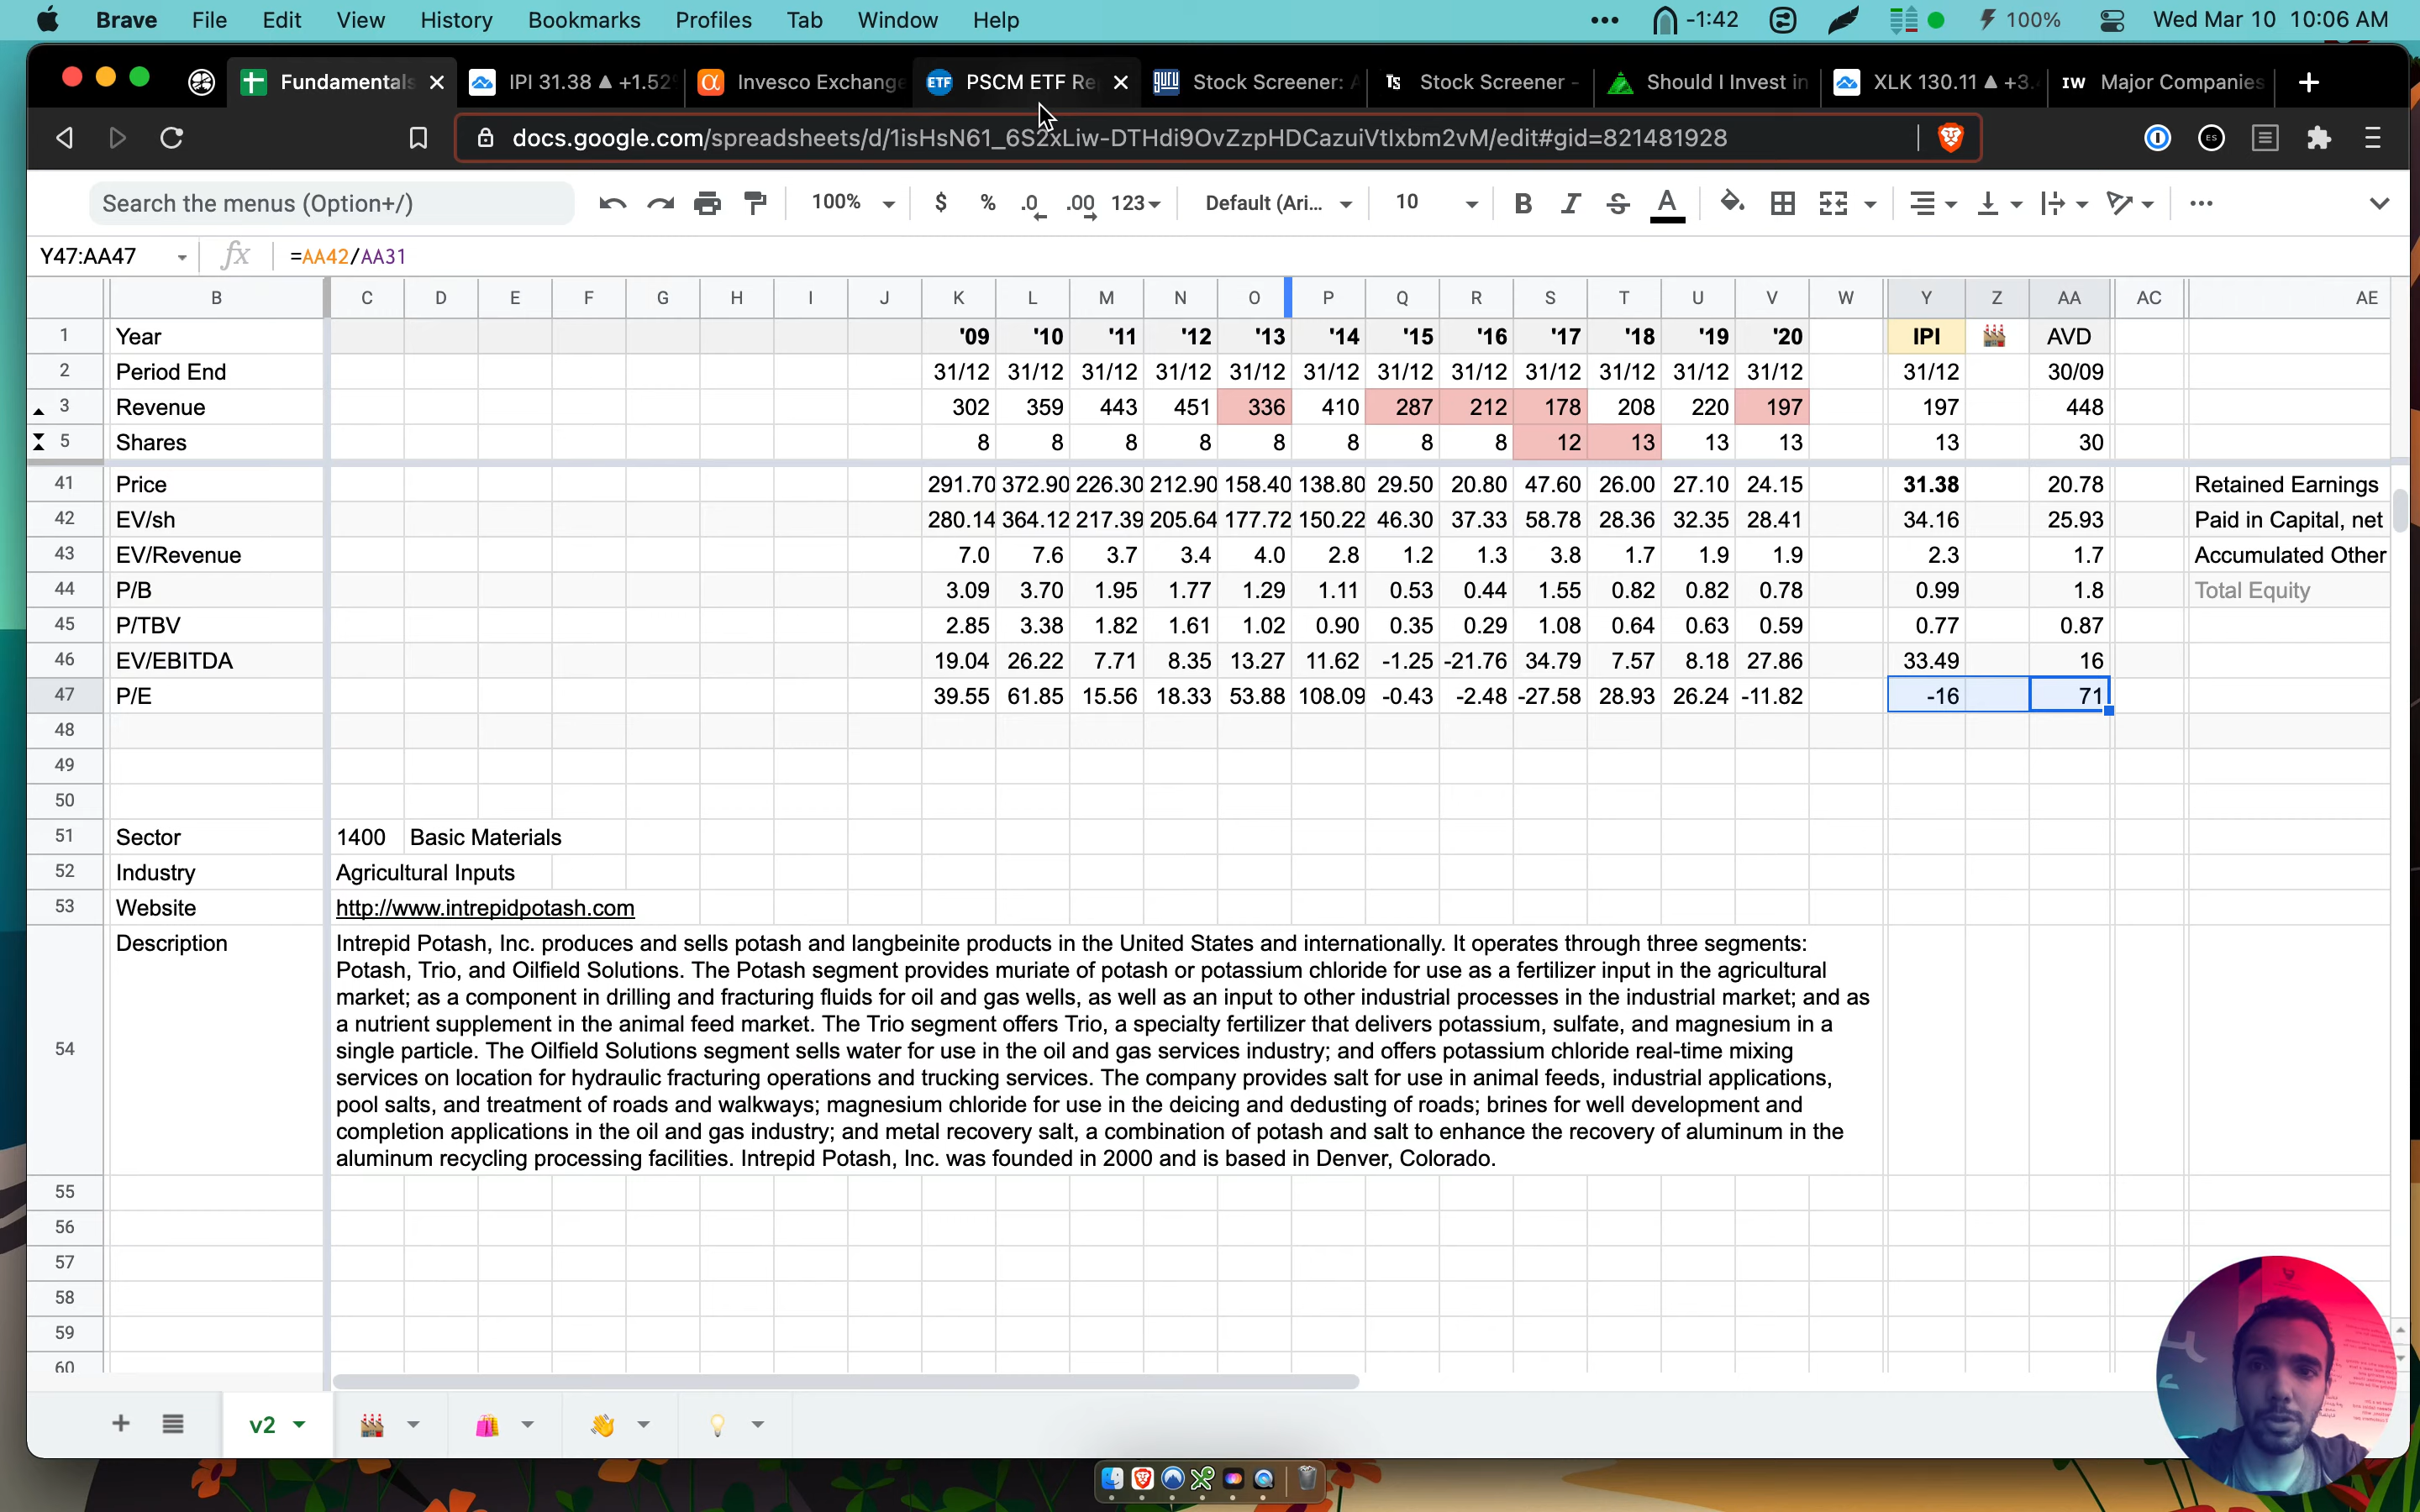 Brave File Edit View History Bookmarks Profiles Tab Window Help ••• -1:42 100% Wed Mar 10 10:06 AM
Fundamentals IPI 31.38 ▲ +1.52 Invesco Exchange ETF PSCM ETF Re guru Stock Screener: A TS Stock Screener - Should I Invest in XLK 130.11 ▲ +3. IW Major Companies
docs.google.com/spreadsheets/d/1isHsN61_6S2xLiw-DTHdi9OvZzpHDCazuiVtIxbm2vM/edit#gid=821481928 ES
Search the menus (Option+/) 100% $ % .0 .00 123 Default (Ari... 10 B I S A
Y47:AA47 fx =AA42/AA31
B C D E F G H I J K L M N O P Q R S T U V W Y Z AA AC AE
1 Year '09 '10 '11 '12 '13 '14 '15 '16 '17 '18 '19 '20 IPI 🏭 AVD
2 Period End 31/12 31/12 31/12 31/12 31/12 31/12 31/12 31/12 31/12 31/12 31/12 31/12 31/12 30/09
3 Revenue 302 359 443 451 336 410 287 212 178 208 220 197 197 448
5 Shares 8 8 8 8 8 8 8 8 12 13 13 13 13 30
41 Price 291.70 372.90 226.30 212.90 158.40 138.80 29.50 20.80 47.60 26.00 27.10 24.15 31.38 20.78 Retained Earnings
42 EV/sh 280.14 364.12 217.39 205.64 177.72 150.22 46.30 37.33 58.78 28.36 32.35 28.41 34.16 25.93 Paid in Capital, net
43 EV/Revenue 7.0 7.6 3.7 3.4 4.0 2.8 1.2 1.3 3.8 1.7 1.9 1.9 2.3 1.7 Accumulated Other
44 P/B 3.09 3.70 1.95 1.77 1.29 1.11 0.53 0.44 1.55 0.82 0.82 0.78 0.99 1.8 Total Equity
45 P/TBV 2.85 3.38 1.82 1.61 1.02 0.90 0.35 0.29 1.08 0.64 0.63 0.59 0.77 0.87
46 EV/EBITDA 19.04 26.22 7.71 8.35 13.27 11.62 -1.25 -21.76 34.79 7.57 8.18 27.86 33.49 16
47 P/E 39.55 61.85 15.56 18.33 53.88 108.09 -0.43 -2.48 -27.58 28.93 26.24 -11.82 -16 71
48
49
50
51 Sector 1400 Basic Materials
52 Industry Agricultural Inputs
53 Website http://www.intrepidpotash.com
54 Description Intrepid Potash, Inc. produces and sells potash and langbeinite products in the United States and internationally. It operates through three segments:
Potash, Trio, and Oilfield Solutions. The Potash segment provides muriate of potash or potassium chloride for use as a fertilizer input in the agricultural
market; as a component in drilling and fracturing fluids for oil and gas wells, as well as an input to other industrial processes in the industrial market; and as
a nutrient supplement in the animal feed market. The Trio segment offers Trio, a specialty fertilizer that delivers potassium, sulfate, and magnesium in a
single particle. The Oilfield Solutions segment sells water for use in the oil and gas services industry; and offers potassium chloride real-time mixing
services on location for hydraulic fracturing operations and trucking services. The company provides salt for use in animal feeds, industrial applications,
pool salts, and treatment of roads and walkways; magnesium chloride for use in the deicing and dedusting of roads; brines for well development and
completion applications in the oil and gas industry; and metal recovery salt, a combination of potash and salt to enhance the recovery of aluminum in the
aluminum recycling processing facilities. Intrepid Potash, Inc. was founded in 2000 and is based in Denver, Colorado.
55
56
57
58
59
60
v2